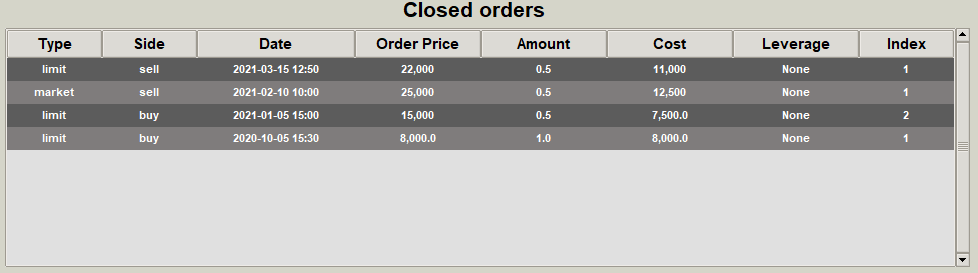 Closed orders
Type Side Date Order Price Amount Cost Leverage Index
limit sell 2021-03-15 12:50 22,000 0.5 11,000 None 1
market sell 2021-02-10 10:00 25,000 0.5 12,500 None 1
limit buy 2021-01-05 15:00 15,000 0.5 7,500.0 None 2
limit buy 2020-10-05 15:30 8,000.0 1.0 8,000.0 None 1